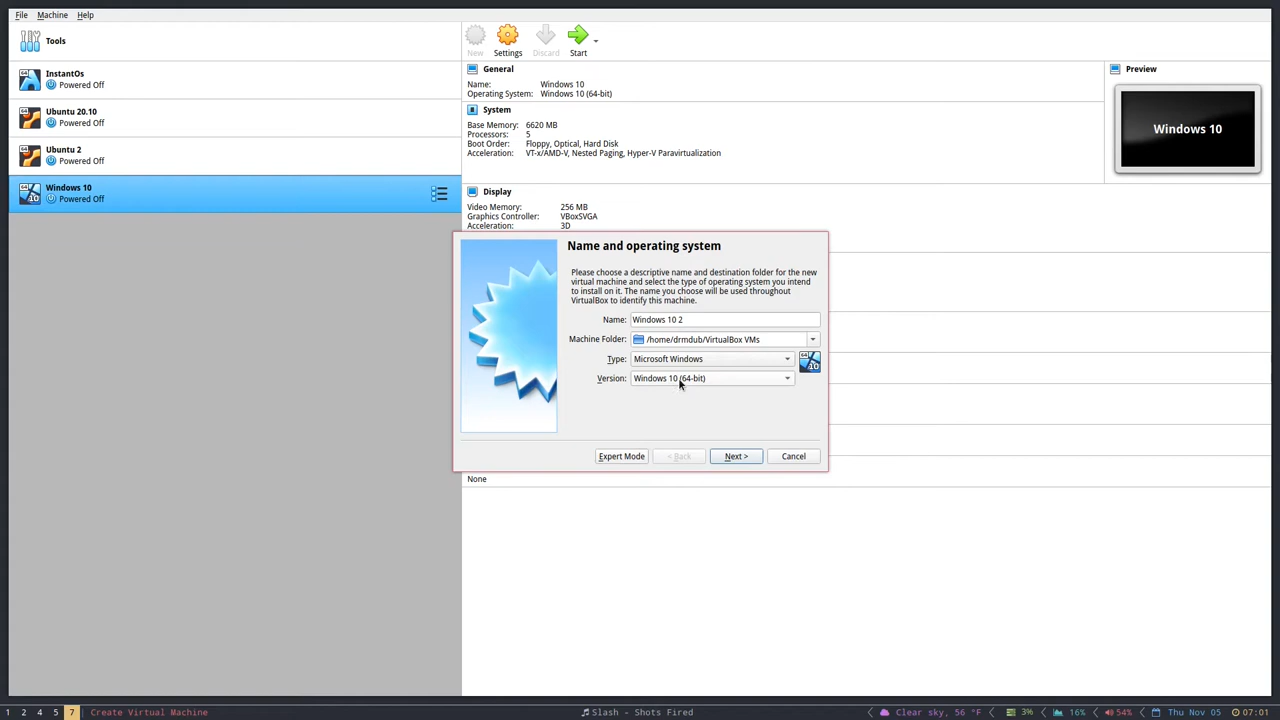 File Machine Help
Tools
64
InstantOs
Powered Off
64
Ubuntu 20.10
Powered Off
64
Ubuntu 2
Powered Off
64
10
Windows 10
Powered Off
New Settings Discard Start
General
Name: Windows 10
Operating System: Windows 10 (64-bit)
System
Base Memory: 6620 MB
Processors: 5
Boot Order: Floppy, Optical, Hard Disk
Acceleration: VT-x/AMD-V, Nested Paging, Hyper-V Paravirtualization
Preview
Windows 10
Display
Video Memory: 256 MB
Graphics Controller: VBoxSVGA
Acceleration: 3D
Name and operating system
Please choose a descriptive name and destination folder for the new
virtual machine and select the type of operating system you intend
to install on it. The name you choose will be used throughout
VirtualBox to identify this machine.
Name: Windows 10 2
Machine Folder: /home/drmdub/VirtualBox VMs
Type: Microsoft Windows
64
10
Version: Windows 10 (64-bit)
Expert Mode < Back Next > Cancel
None
1 2 4 5 7 Create Virtual Machine Slash - Shots Fired Clear sky, 56 °F 3% 16% 54% Thu Nov 05 07:01